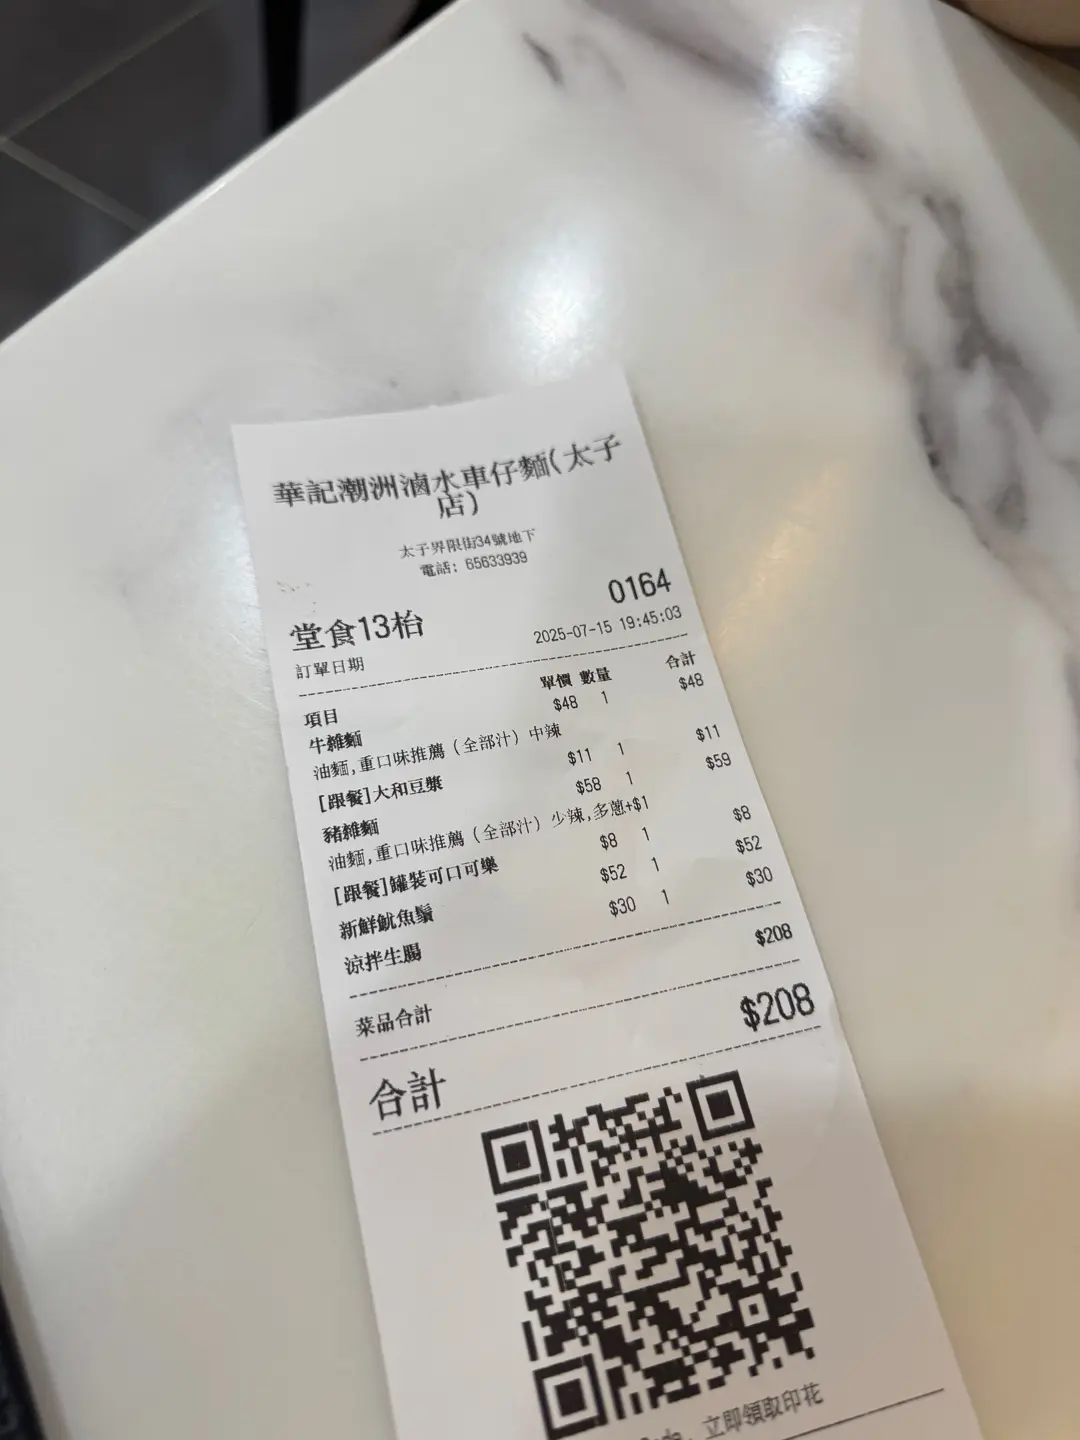 華記潮洲滷水車仔麵(太子
店)
太子界限街34號地下
電話: 65633939
0164
堂食13枱
訂單日期 2025-07-15 19:45:03
項目 單價 數量 合計
牛雜麵 $48 1 $48
油麵,重口味推薦（全部汁）中辣
[跟餐]大和豆漿 $11 1 $11
豬雜麵 $58 1 $59
油麵,重口味推薦（全部汁）少辣,多蔥+$1
[跟餐]罐裝可口可樂 $8 1 $8
新鮮魷魚鬚 $52 1 $52
涼拌生腸 $30 1 $30
菜品合計 $208
合計 $208
立即領取印花